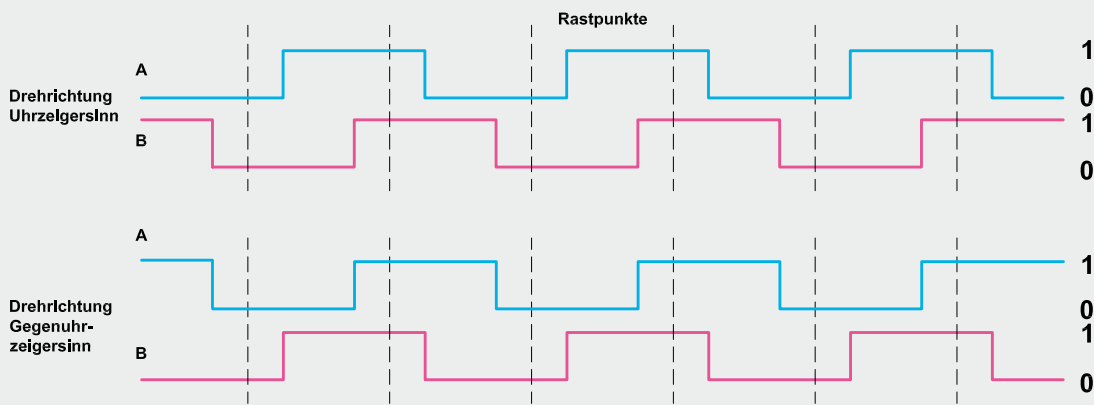 Rastpunkte
A
1
Drehrichtung
Uhrzeigersinn
0
1
B
0
A
1
Drehrichtung
Gegenuhr-
zeigersinn
0
1
B
0